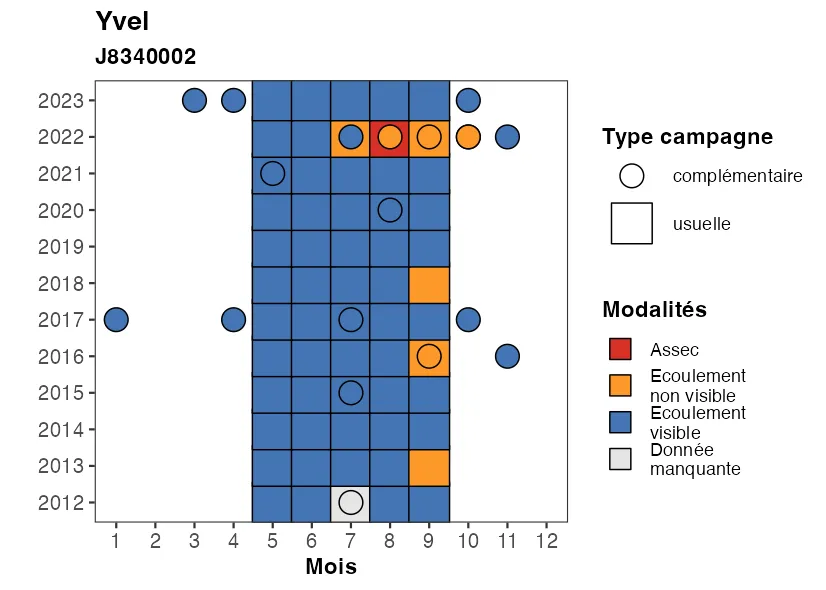 Yvel
J8340002
2023
2022
2021
2020
2019
2018
2017
2016
2015
2014
2013
2012
1 2 3 4 5 6 7 8 9 10 11 12
Mois
Type campagne
complémentaire
usuelle
Modalités
Assec
Ecoulement
non visible
Ecoulement
visible
Donnée
manquante